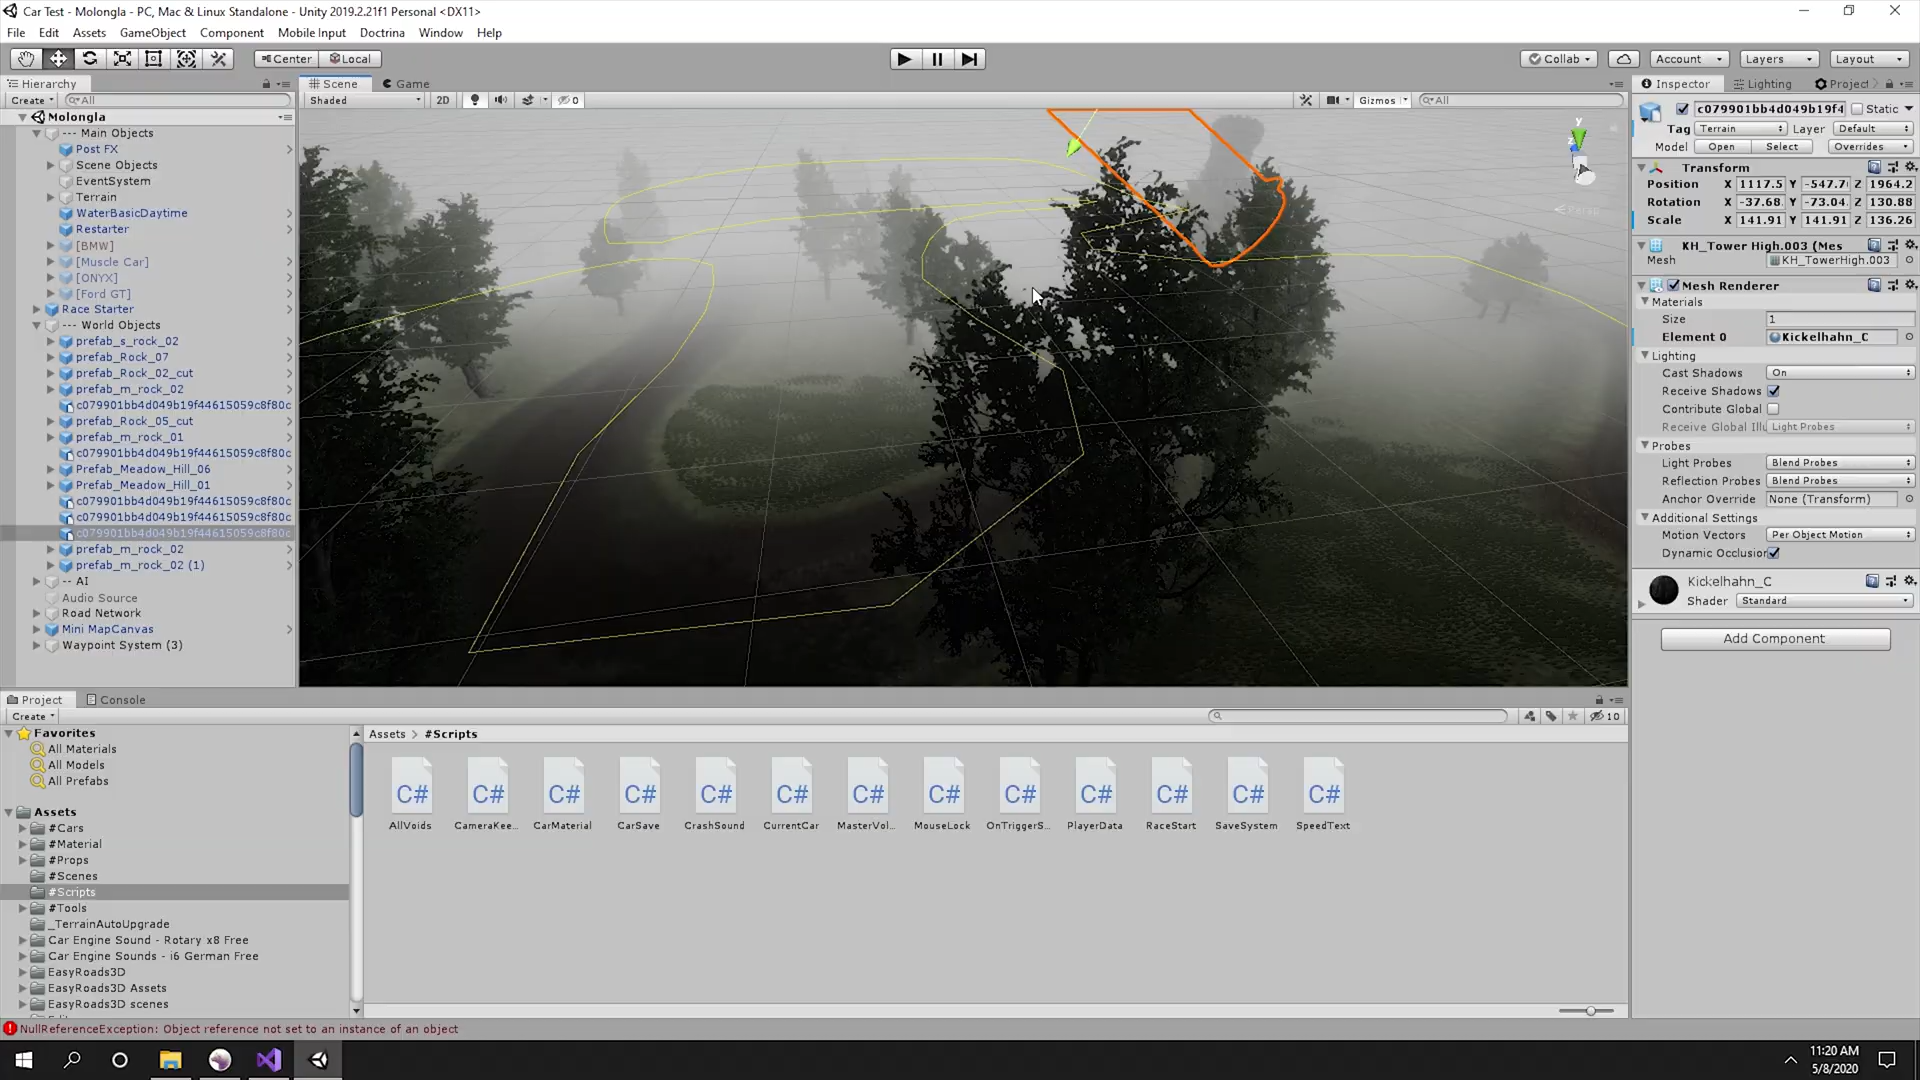 Car Test - Molongla - PC, Mac & Linux Standalone - Unity 2019.2.21f1 Personal <DX11>
File Edit Assets GameObject Component Mobile Input Doctrina Window Help
Center Local
Collab Account Layers Layout
Hierarchy
Create All
Molongla
--- Main Objects
Post FX
Scene Objects
EventSystem
Terrain
WaterBasicDaytime
Restarter
[BMW]
[Muscle Car]
[ONYX]
[Ford GT]
Race Starter
--- World Objects
prefab_s_rock_02
prefab_Rock_07
prefab_Rock_02_cut
prefab_m_rock_02
c079901bb4d049b19f44615059c8f80c
prefab_Rock_05_cut
prefab_m_rock_01
c079901bb4d049b19f44615059c8f80c
Prefab_Meadow_Hill_06
Prefab_Meadow_Hill_01
c079901bb4d049b19f44615059c8f80c
c079901bb4d049b19f44615059c8f80c
c079901bb4d049b19f44615059c8f80c
prefab_m_rock_02
prefab_m_rock_02 (1)
-- AI
Audio Source
Road Network
Mini MapCanvas
Waypoint System (3)
Scene Game
Shaded 2D 0 Gizmos All
y
Persp
Inspector Lighting Project
c079901bb4d049b19f4 Static
Tag Terrain Layer Default
Model Open Select Overrides
Transform
Position X 1117.5 Y -547.7 Z 1964.2
Rotation X -37.68. Y -73.04. Z 130.88
Scale X 141.91 Y 141.91 Z 136.26
KH_Tower High.003 (Mes
Mesh KH_TowerHigh.003
Mesh Renderer
Materials
Size 1
Element 0 Kickelhahn_C
Lighting
Cast Shadows On
Receive Shadows
Contribute Global
Receive Global Illu Light Probes
Probes
Light Probes Blend Probes
Reflection Probes Blend Probes
Anchor Override None (Transform)
Additional Settings
Motion Vectors Per Object Motion
Dynamic Occlusion
Kickelhahn_C
Shader Standard
Add Component
Project Console
Create 10
Favorites
All Materials
All Models
All Prefabs
Assets
#Cars
#Material
#Props
#Scenes
#Scripts
#Tools
_TerrainAutoUpgrade
Car Engine Sound - Rotary x8 Free
Car Engine Sounds - i6 German Free
EasyRoads3D
EasyRoads3D Assets
EasyRoads3D scenes
Assets > #Scripts
C# C# C# C# C# C# C# C# C# C# C# C# C#
AllVoids CameraKee... CarMaterial CarSave CrashSound CurrentCar MasterVol... MouseLock OnTriggerS... PlayerData RaceStart SaveSystem SpeedText
NullReferenceException: Object reference not set to an instance of an object
11:20 AM
5/8/2020